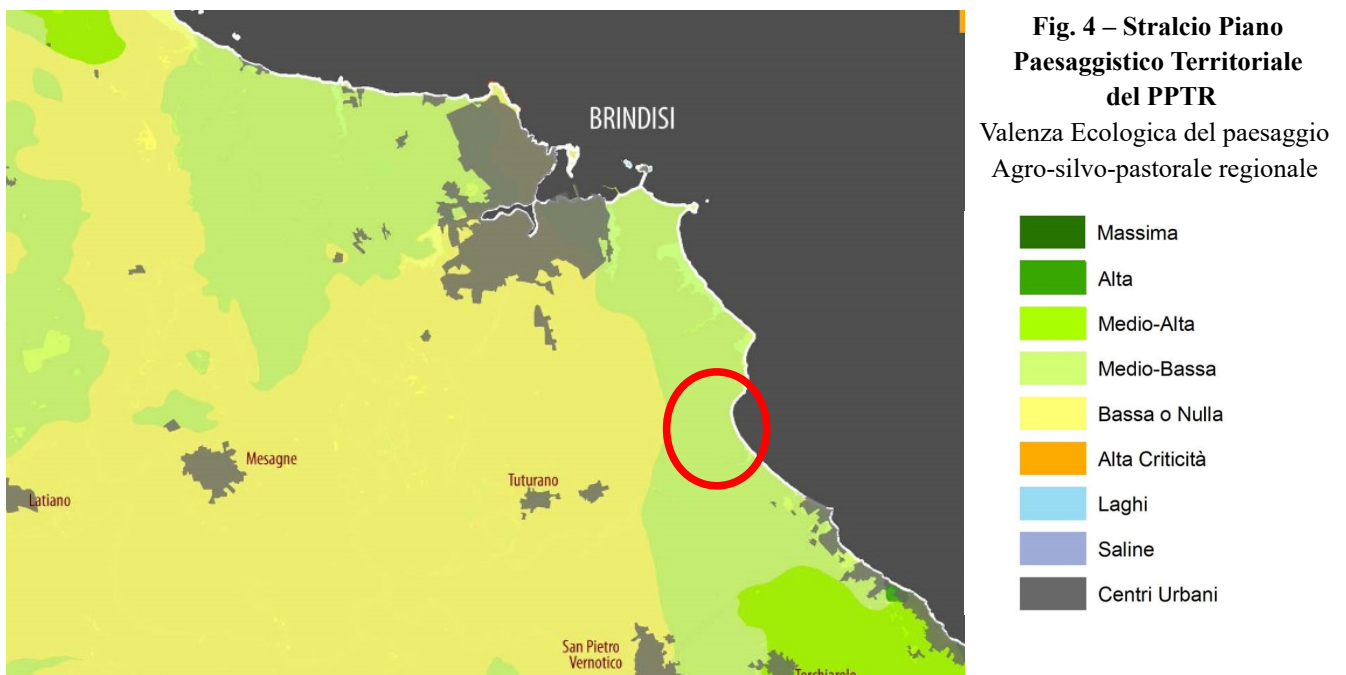 Fig. 4 – Stralcio Piano
Paesaggistico Territoriale
del PPTR
Valenza Ecologica del paesaggio
Agro-silvo-pastorale regionale
BRINDISI
Mesagne
Latiano
Tuturano
San Pietro
Vernotico
Torchiarolo
Massima
Alta
Medio-Alta
Medio-Bassa
Bassa o Nulla
Alta Criticità
Laghi
Saline
Centri Urbani